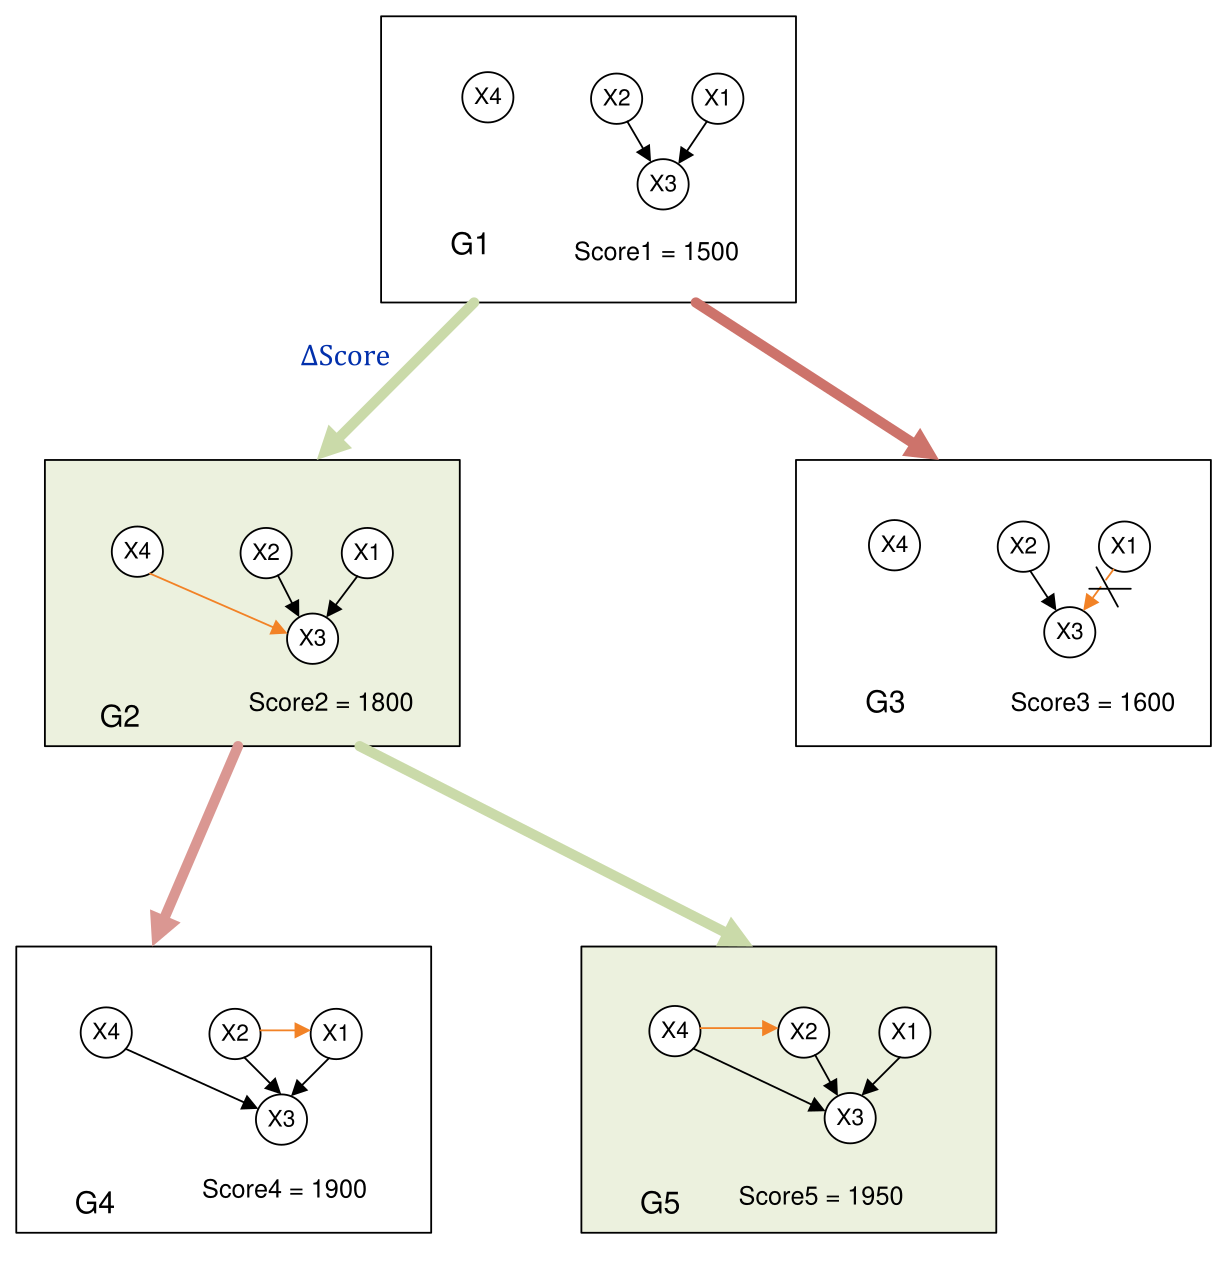 X4 X2 X1
X3
G1 Score1 = 1500
ΔScore
X4 X2 X1
X3
G2 Score2 = 1800
X4 X2 X1
X3
G3 Score3 = 1600
X4 X2 X1
X3
G4 Score4 = 1900
X4 X2 X1
X3
G5 Score5 = 1950